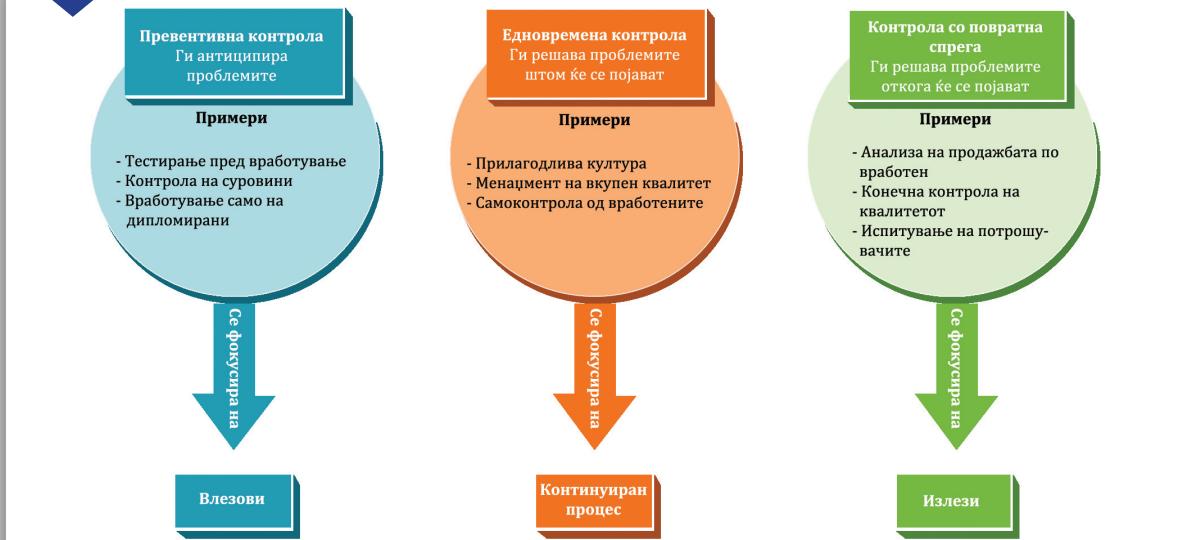 Превентивна контрола
Ги антиципира
проблемите
Примери
- Тестирање пред вработување
- Контрола на суровини
- Вработување само на
дипломирани
Се фокусира на
Влезови
Едновремена контрола
Ги решава проблемите
штом ќе се појават
Примери
- Прилагодлива култура
- Менаџмент на вкупен квалитет
- Самоконтрола од вработените
Се фокусира на
Континуиран
процес
Контрола со повратна
спрега
Ги решава проблемите
откога ќе се појават
Примери
- Анализа на продажбата по
вработен
- Конечна контрола на
квалитетот
- Испитување на потрошу-
вачите
Се фокусира на
Излези